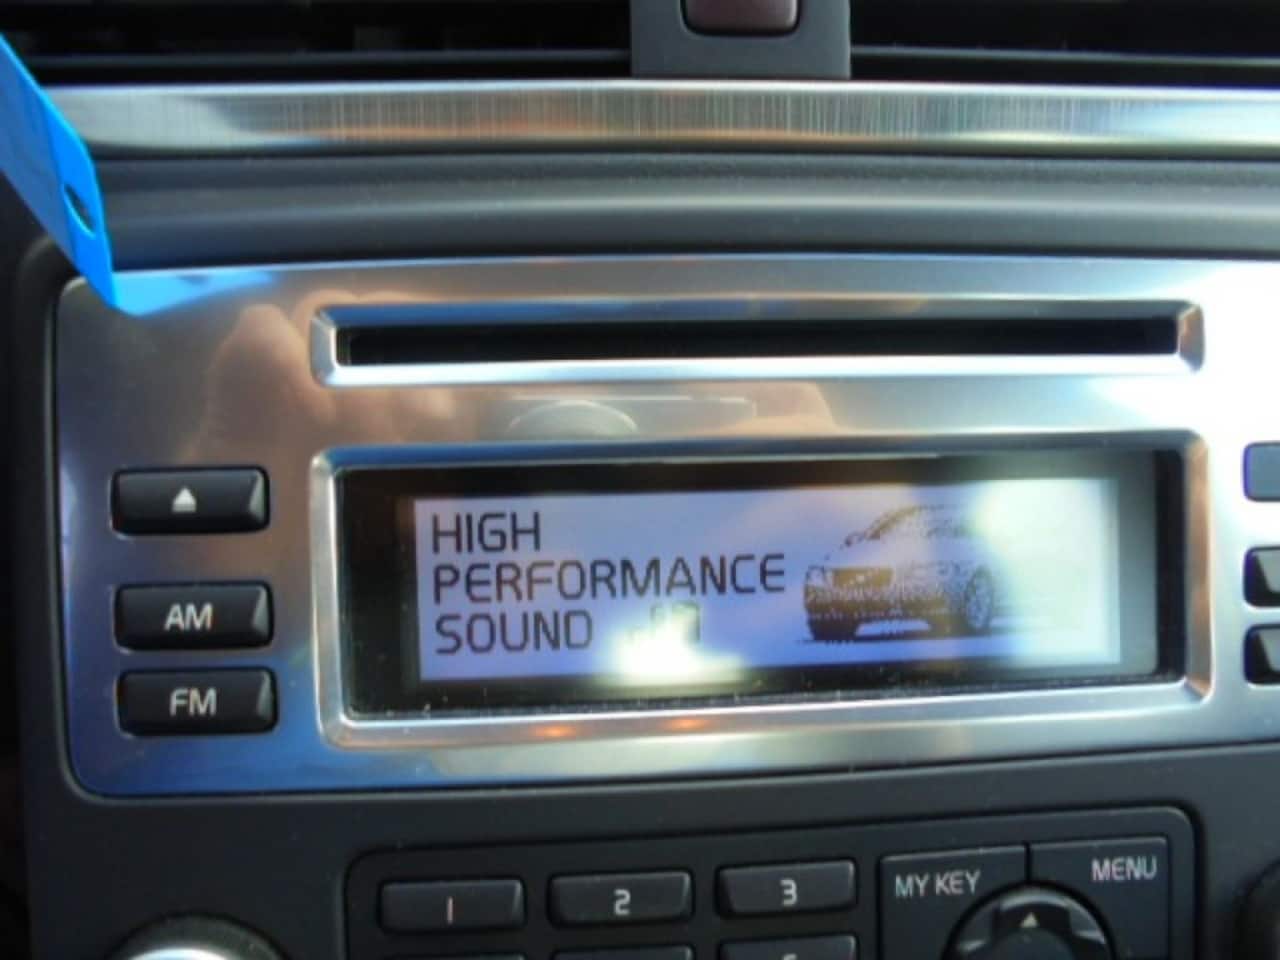 HIGH
PERFORMANCE
SOUND
AM
FM
1 2 3
MY KEY MENU